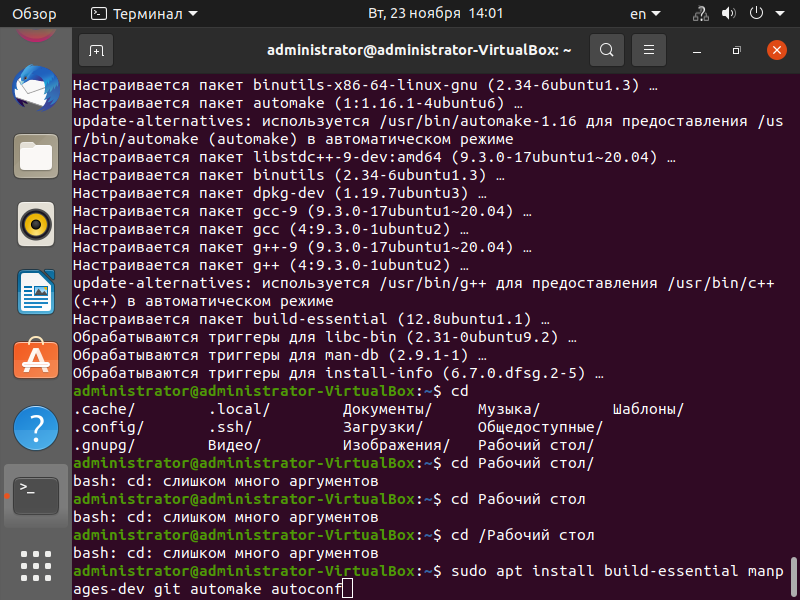 Обзор
Терминал
Вт, 23 ноября 14:01
en
administrator@administrator-VirtualBox: ~
Настраивается пакет binutils-x86-64-linux-gnu (2.34-6ubuntu1.3) …
Настраивается пакет automake (1:1.16.1-4ubuntu6) …
update-alternatives: используется /usr/bin/automake-1.16 для предоставления /us
r/bin/automake (automake) в автоматическом режиме
Настраивается пакет libstdc++-9-dev:amd64 (9.3.0-17ubuntu1~20.04) …
Настраивается пакет binutils (2.34-6ubuntu1.3) …
Настраивается пакет dpkg-dev (1.19.7ubuntu3) …
Настраивается пакет gcc-9 (9.3.0-17ubuntu1~20.04) …
Настраивается пакет gcc (4:9.3.0-1ubuntu2) …
Настраивается пакет g++-9 (9.3.0-17ubuntu1~20.04) …
Настраивается пакет g++ (4:9.3.0-1ubuntu2) …
update-alternatives: используется /usr/bin/g++ для предоставления /usr/bin/c++
(c++) в автоматическом режиме
Настраивается пакет build-essential (12.8ubuntu1.1) …
Обрабатываются триггеры для libc-bin (2.31-0ubuntu9.2) …
Обрабатываются триггеры для man-db (2.9.1-1) …
Обрабатываются триггеры для install-info (6.7.0.dfsg.2-5) …
administrator@administrator-VirtualBox:~$ cd
.cache/ .local/ Документы/ Музыка/ Шаблоны/
.config/ .ssh/ Загрузки/ Общедоступные/
.gnupg/ Видео/ Изображения/ Рабочий стол/
administrator@administrator-VirtualBox:~$ cd Рабочий стол/
bash: cd: слишком много аргументов
administrator@administrator-VirtualBox:~$ cd Рабочий стол
bash: cd: слишком много аргументов
administrator@administrator-VirtualBox:~$ cd /Рабочий стол
bash: cd: слишком много аргументов
administrator@administrator-VirtualBox:~$ sudo apt install build-essential manp
ages-dev git automake autoconf